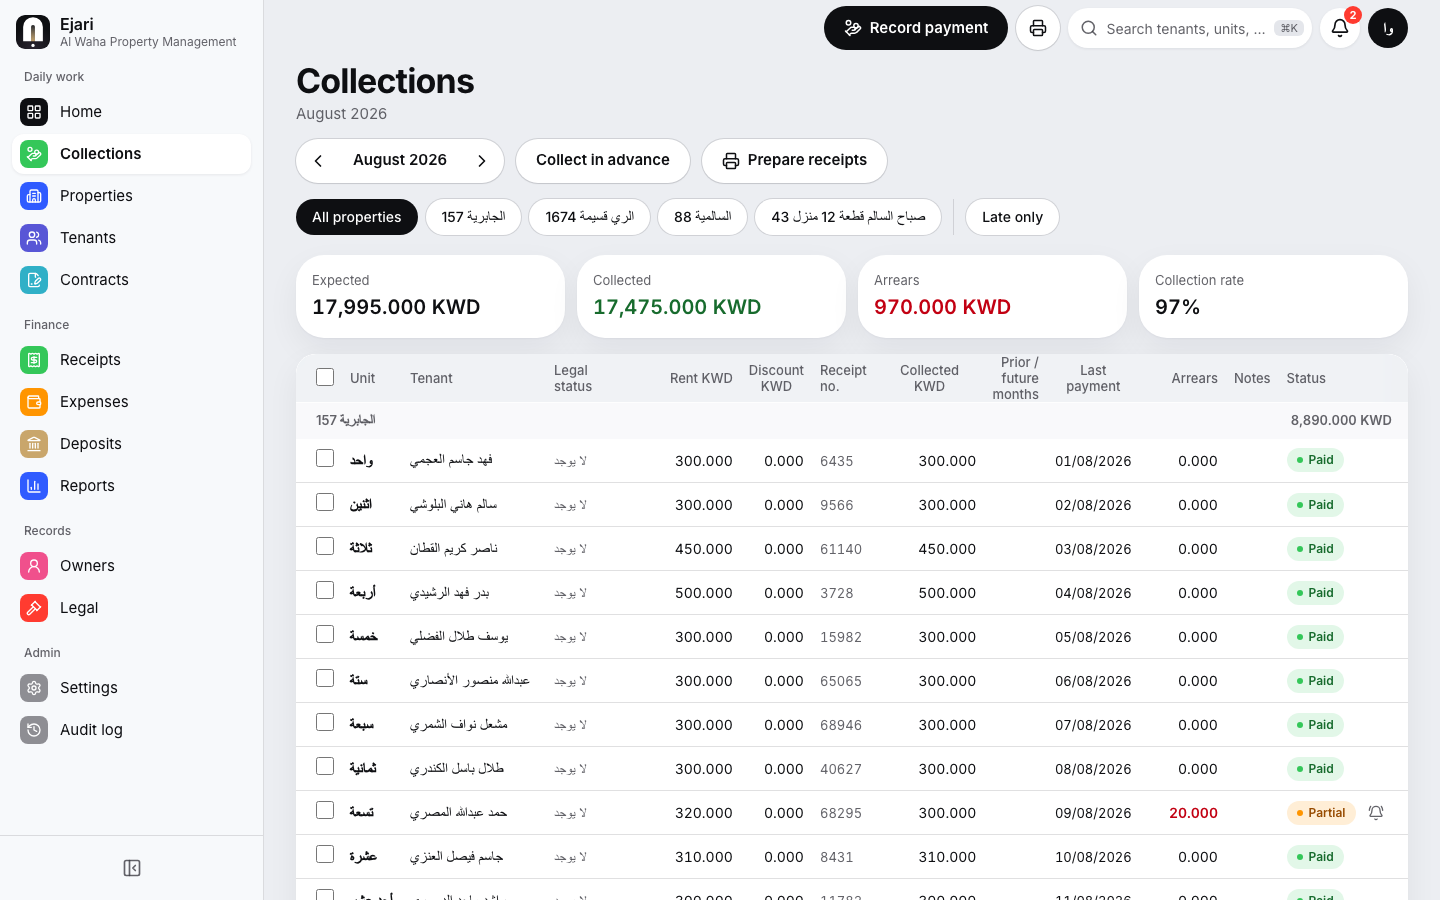 Ejari
Al Waha Property Management
Daily work
Home
Collections
Properties
Tenants
Contracts
Finance
Receipts
Expenses
Deposits
Reports
Records
Owners
Legal
Admin
Settings
Audit log
Record payment
Search tenants, units, ... ⌘K
2
وا
Collections
August 2026
August 2026
Collect in advance
Prepare receipts
All properties
الجابرية 157
الري قسيمة 1674
السالمية 88
صباح السالم قطعة 12 منزل 43
Late only
Expected
17,995.000 KWD
Collected
17,475.000 KWD
Arrears
970.000 KWD
Collection rate
97%
Unit Tenant Legal status Rent KWD Discount KWD Receipt no. Collected KWD Prior / future months Last payment Arrears Notes Status
الجابرية 157 8,890.000 KWD
واحد فهد جاسم العجمي لا يوجد 300.000 0.000 6435 300.000 01/08/2026 0.000 Paid
اثنين سالم هاني البلوشي لا يوجد 300.000 0.000 9566 300.000 02/08/2026 0.000 Paid
ثلاثة ناصر كريم القطان لا يوجد 450.000 0.000 61140 450.000 03/08/2026 0.000 Paid
أربعة بدر فهد الرشيدي لا يوجد 500.000 0.000 3728 500.000 04/08/2026 0.000 Paid
خمسة يوسف طلال الفضلي لا يوجد 300.000 0.000 15982 300.000 05/08/2026 0.000 Paid
ستة عبدالله منصور الأنصاري لا يوجد 300.000 0.000 65065 300.000 06/08/2026 0.000 Paid
سبعة مشعل نواف الشمري لا يوجد 300.000 0.000 68946 300.000 07/08/2026 0.000 Paid
ثمانية طلال باسل الكندري لا يوجد 300.000 0.000 40627 300.000 08/08/2026 0.000 Paid
تسعة حمد عبدالله المصري لا يوجد 320.000 0.000 68295 300.000 09/08/2026 20.000 Partial
عشرة جاسم فيصل العنزي لا يوجد 310.000 0.000 8431 310.000 10/08/2026 0.000 Paid